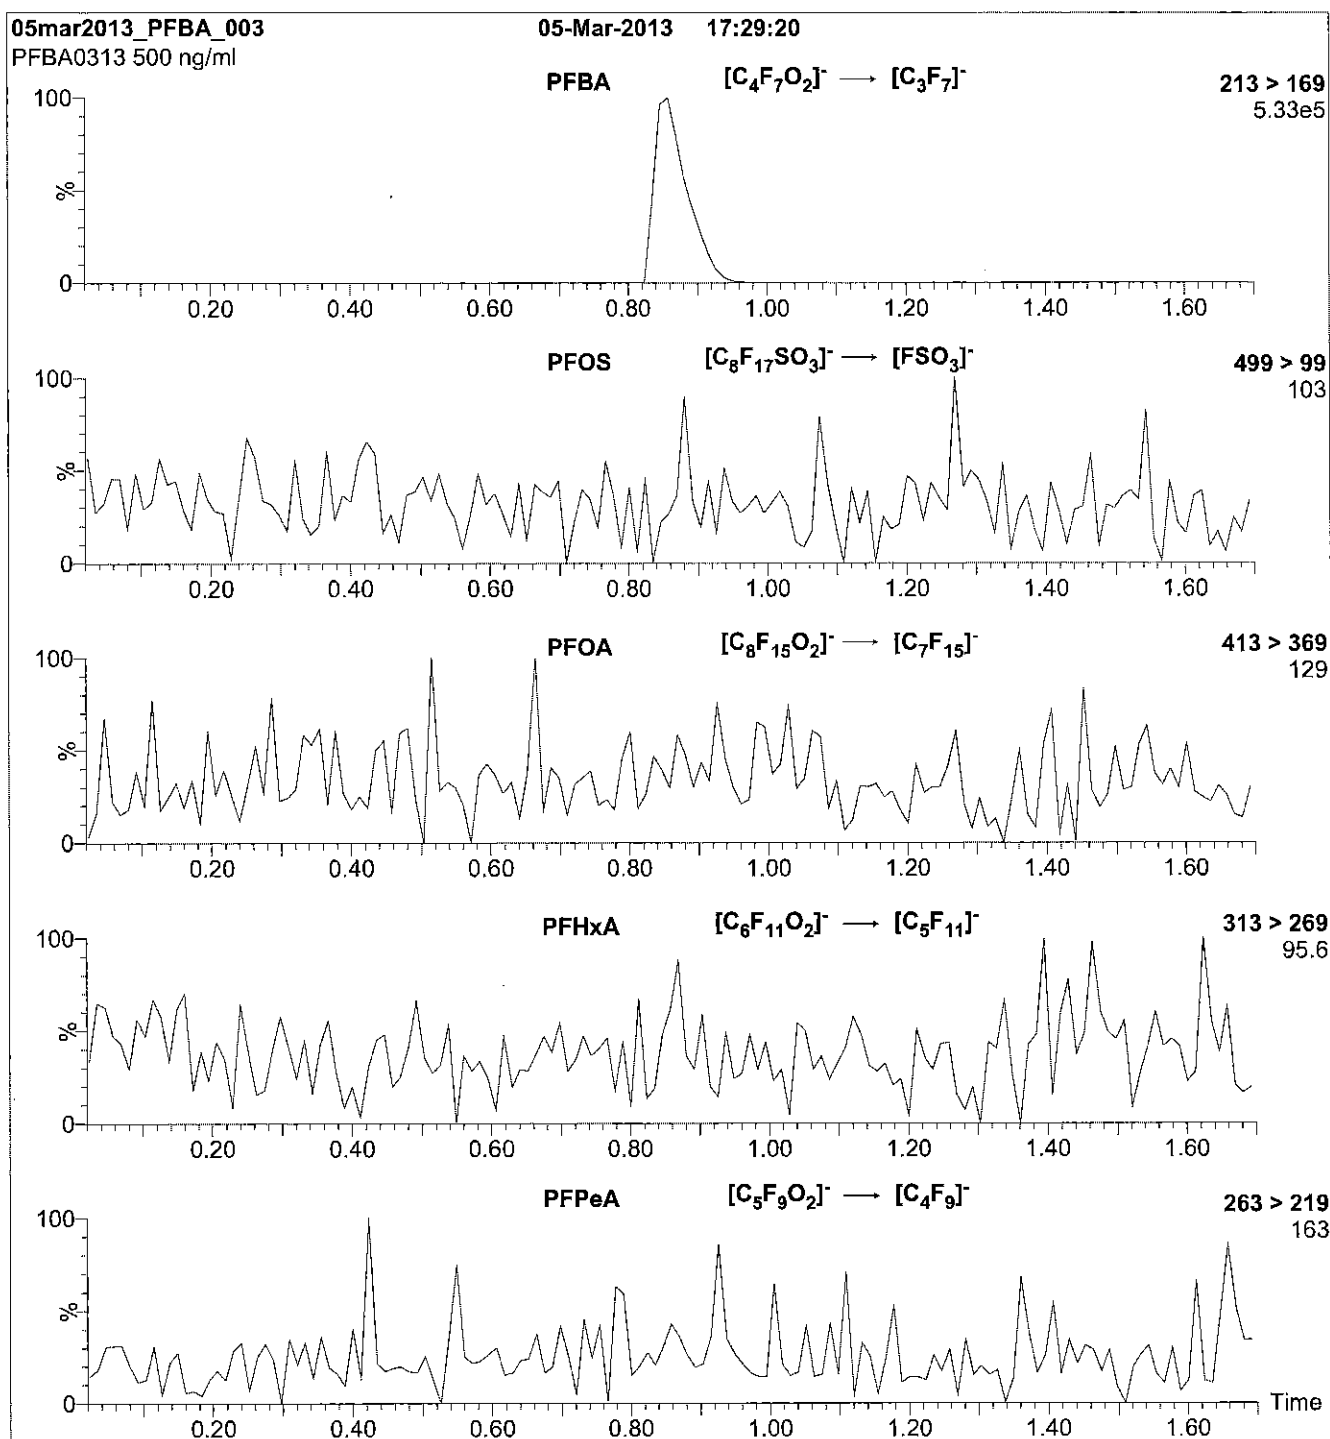 05mar2013_PFBA_003 05-Mar-2013 17:29:20
PFBA0313 500 ng/ml
PFBA [C₄F₇O₂]⁻ → [C₃F₇]⁻ 213 > 169
5.33e5
100
%
0
0.20 0.40 0.60 0.80 1.00 1.20 1.40 1.60
PFOS [C₈F₁₇SO₃]⁻ → [FSO₃]⁻ 499 > 99
103
100
%
0
0.20 0.40 0.60 0.80 1.00 1.20 1.40 1.60
PFOA [C₈F₁₅O₂]⁻ → [C₇F₁₅]⁻ 413 > 369
129
100
%
0
0.20 0.40 0.60 0.80 1.00 1.20 1.40 1.60
PFHxA [C₆F₁₁O₂]⁻ → [C₅F₁₁]⁻ 313 > 269
95.6
100
%
0
0.20 0.40 0.60 0.80 1.00 1.20 1.40 1.60
PFPeA [C₅F₉O₂]⁻ → [C₄F₉]⁻ 263 > 219
163
100
%
0 Time
0.20 0.40 0.60 0.80 1.00 1.20 1.40 1.60